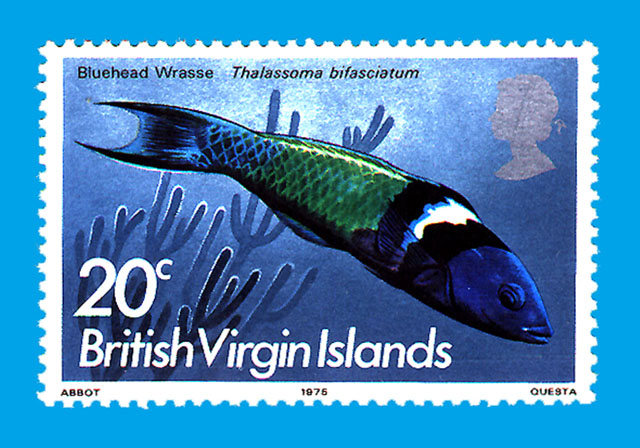 Bluehead Wrasse Thalassoma bifasciatum
20c
British Virgin Islands
ABBOT 1975 QUESTA